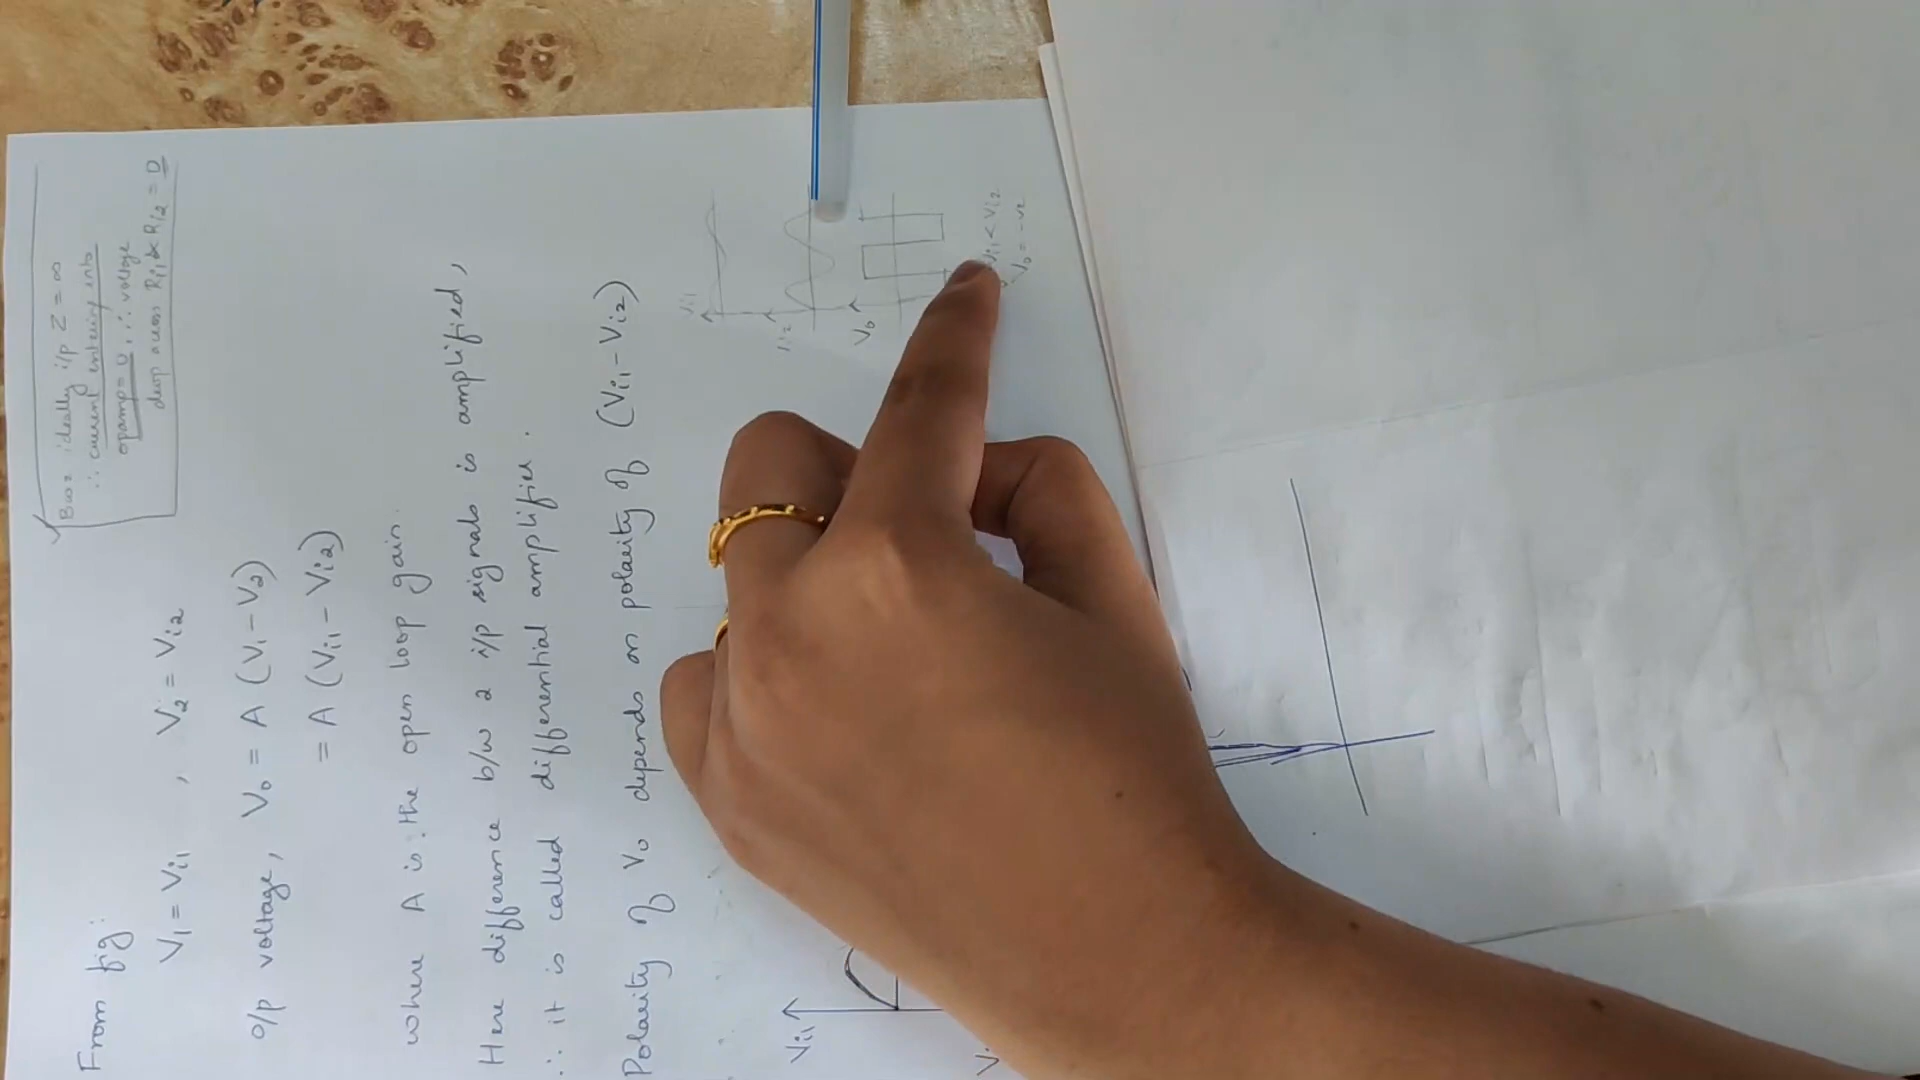 Bcoz ideally i/p Z = ∞
∴ current entering into
opamp = 0, ∴ voltage
drop across Ri1 & Ri2 = 0
From fig:
V1 = Vi1 , V2 = Vi2
o/p voltage, Vo = A (V1 - V2)
= A (Vi1 - Vi2)
where A is the open loop gain.
Here difference b/w 2 i/p signals is amplified,
∴ it is called differential amplifier.
Polarity of Vo depends on polarity of (Vi1 - Vi2)
Vi1
Vo
Vi1 < Vi2
Vo = -ve
Vi1